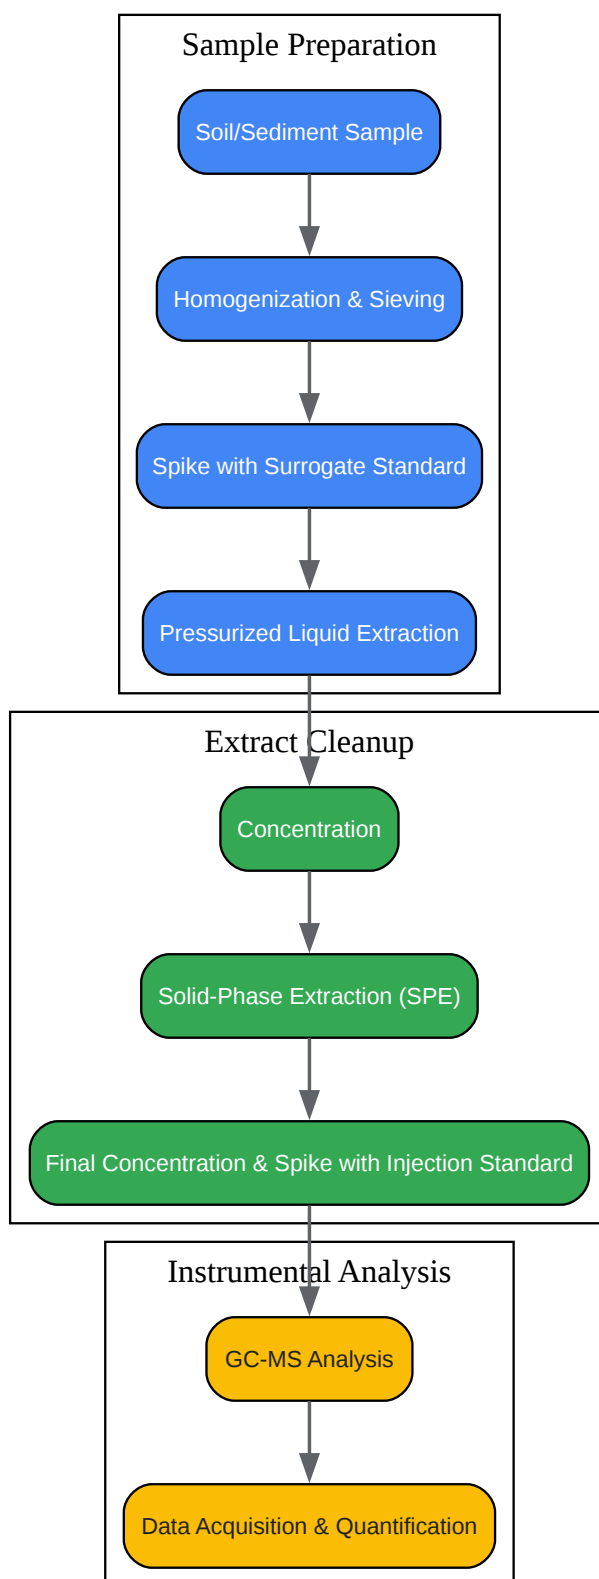 Sample Preparation
Soil/Sediment Sample
Homogenization & Sieving
Spike with Surrogate Standard
Pressurized Liquid Extraction
Extract Cleanup
Concentration
Solid-Phase Extraction (SPE)
Final Concentration & Spike with Injection Standard
Instrumental Analysis
GC-MS Analysis
Data Acquisition & Quantification